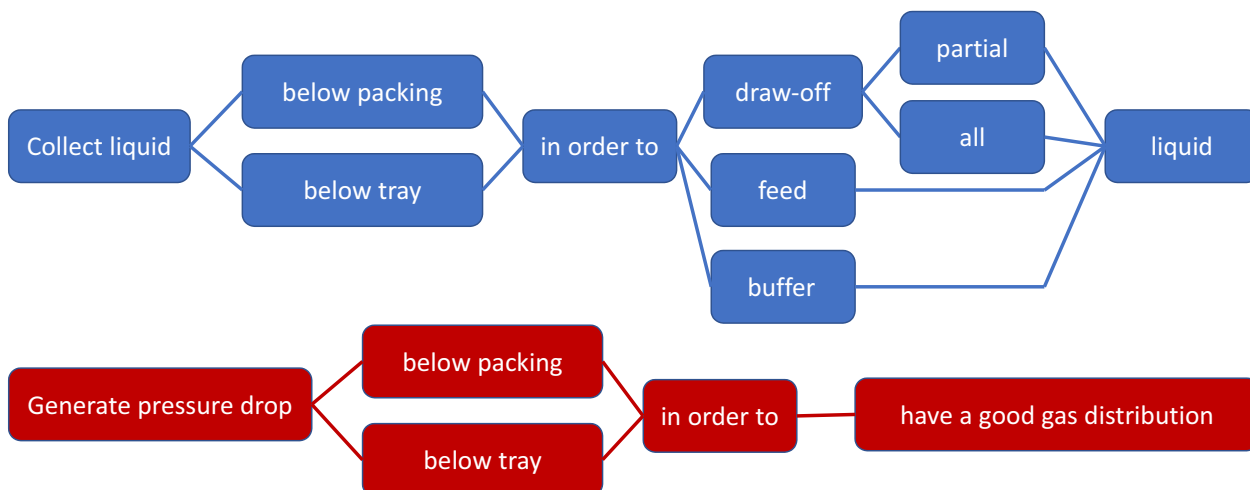 Collect liquid
below packing
below tray
in order to
draw-off
feed
buffer
partial
all
liquid
Generate pressure drop
below packing
below tray
in order to
have a good gas distribution